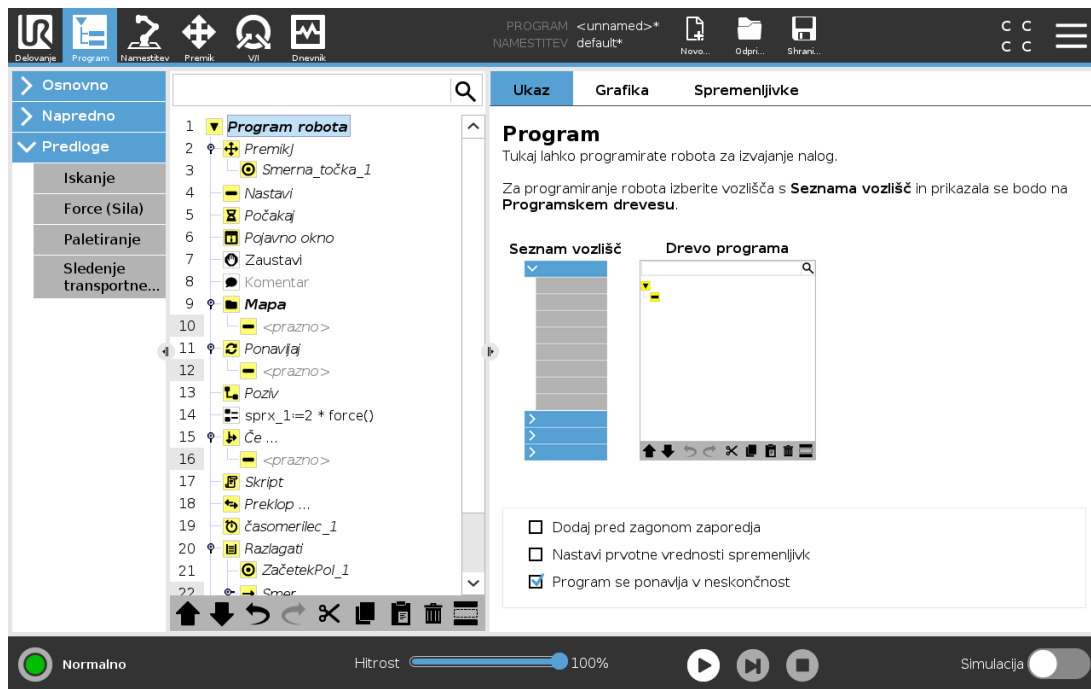 PROGRAM <unnamed>*
NAMESTITEV default*
C C
C C
Delovanje Program Namestitev Premik V/I Dnevnik Novo... Odpri... Shrani...
Osnovno
Napredno
Predloge
Iskanje
Force (Sila)
Paletiranje
Sledenje
transportne...
1 Program robota
2 PremikJ
3 Smerna_točka_1
4 Nastavi
5 Počakaj
6 Pojavno okno
7 Zaustavi
8 Komentar
9 Mapa
10 <prazno>
11 Ponavljaj
12 <prazno>
13 Poziv
14 sprx_1:=2 * force()
15 Če ...
16 <prazno>
17 Skript
18 Preklop ...
19 časomerilec_1
20 Razlagati
21 ZačetekPol_1
22 Smer
Ukaz Grafika Spremenljivke
Program
Tukaj lahko programirate robota za izvajanje nalog.
Za programiranje robota izberite vozlišča s Seznama vozlišč in prikazala se bodo na
Programskem drevesu.
Seznam vozlišč Drevo programa
Dodaj pred zagonom zaporedja
Nastavi prvotne vrednosti spremenljivk
Program se ponavlja v neskončnost
Normalno Hitrost 100% Simulacija